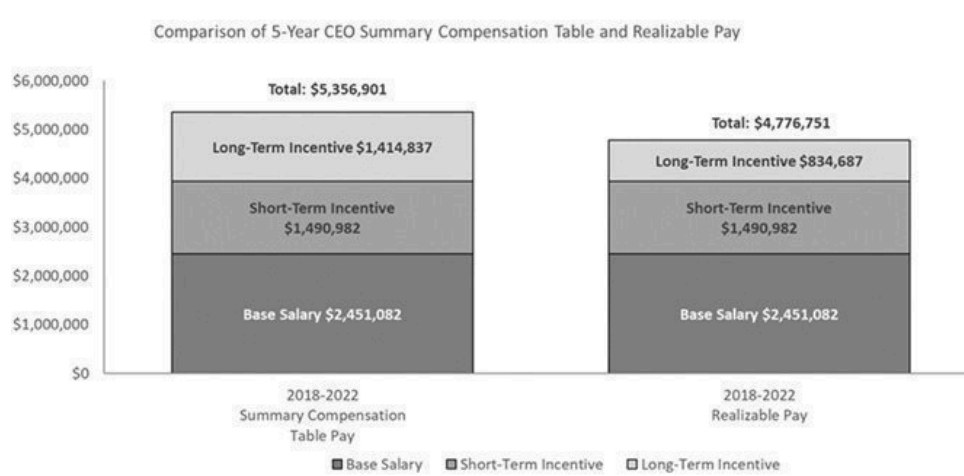 Comparison of 5-Year CEO Summary Compensation Table and Realizable Pay
$6,000,000
$5,000,000
$4,000,000
$3,000,000
$2,000,000
$1,000,000
$0
Total: $5,356,901
Long-Term Incentive $1,414,837
Short-Term Incentive
$1,490,982
Base Salary $2,451,082
Total: $4,776,751
Long-Term Incentive $834,687
Short-Term Incentive
$1,490,982
Base Salary $2,451,082
2018-2022
Summary Compensation
Table Pay
2018-2022
Realizable Pay
Base Salary Short-Term Incentive Long-Term Incentive